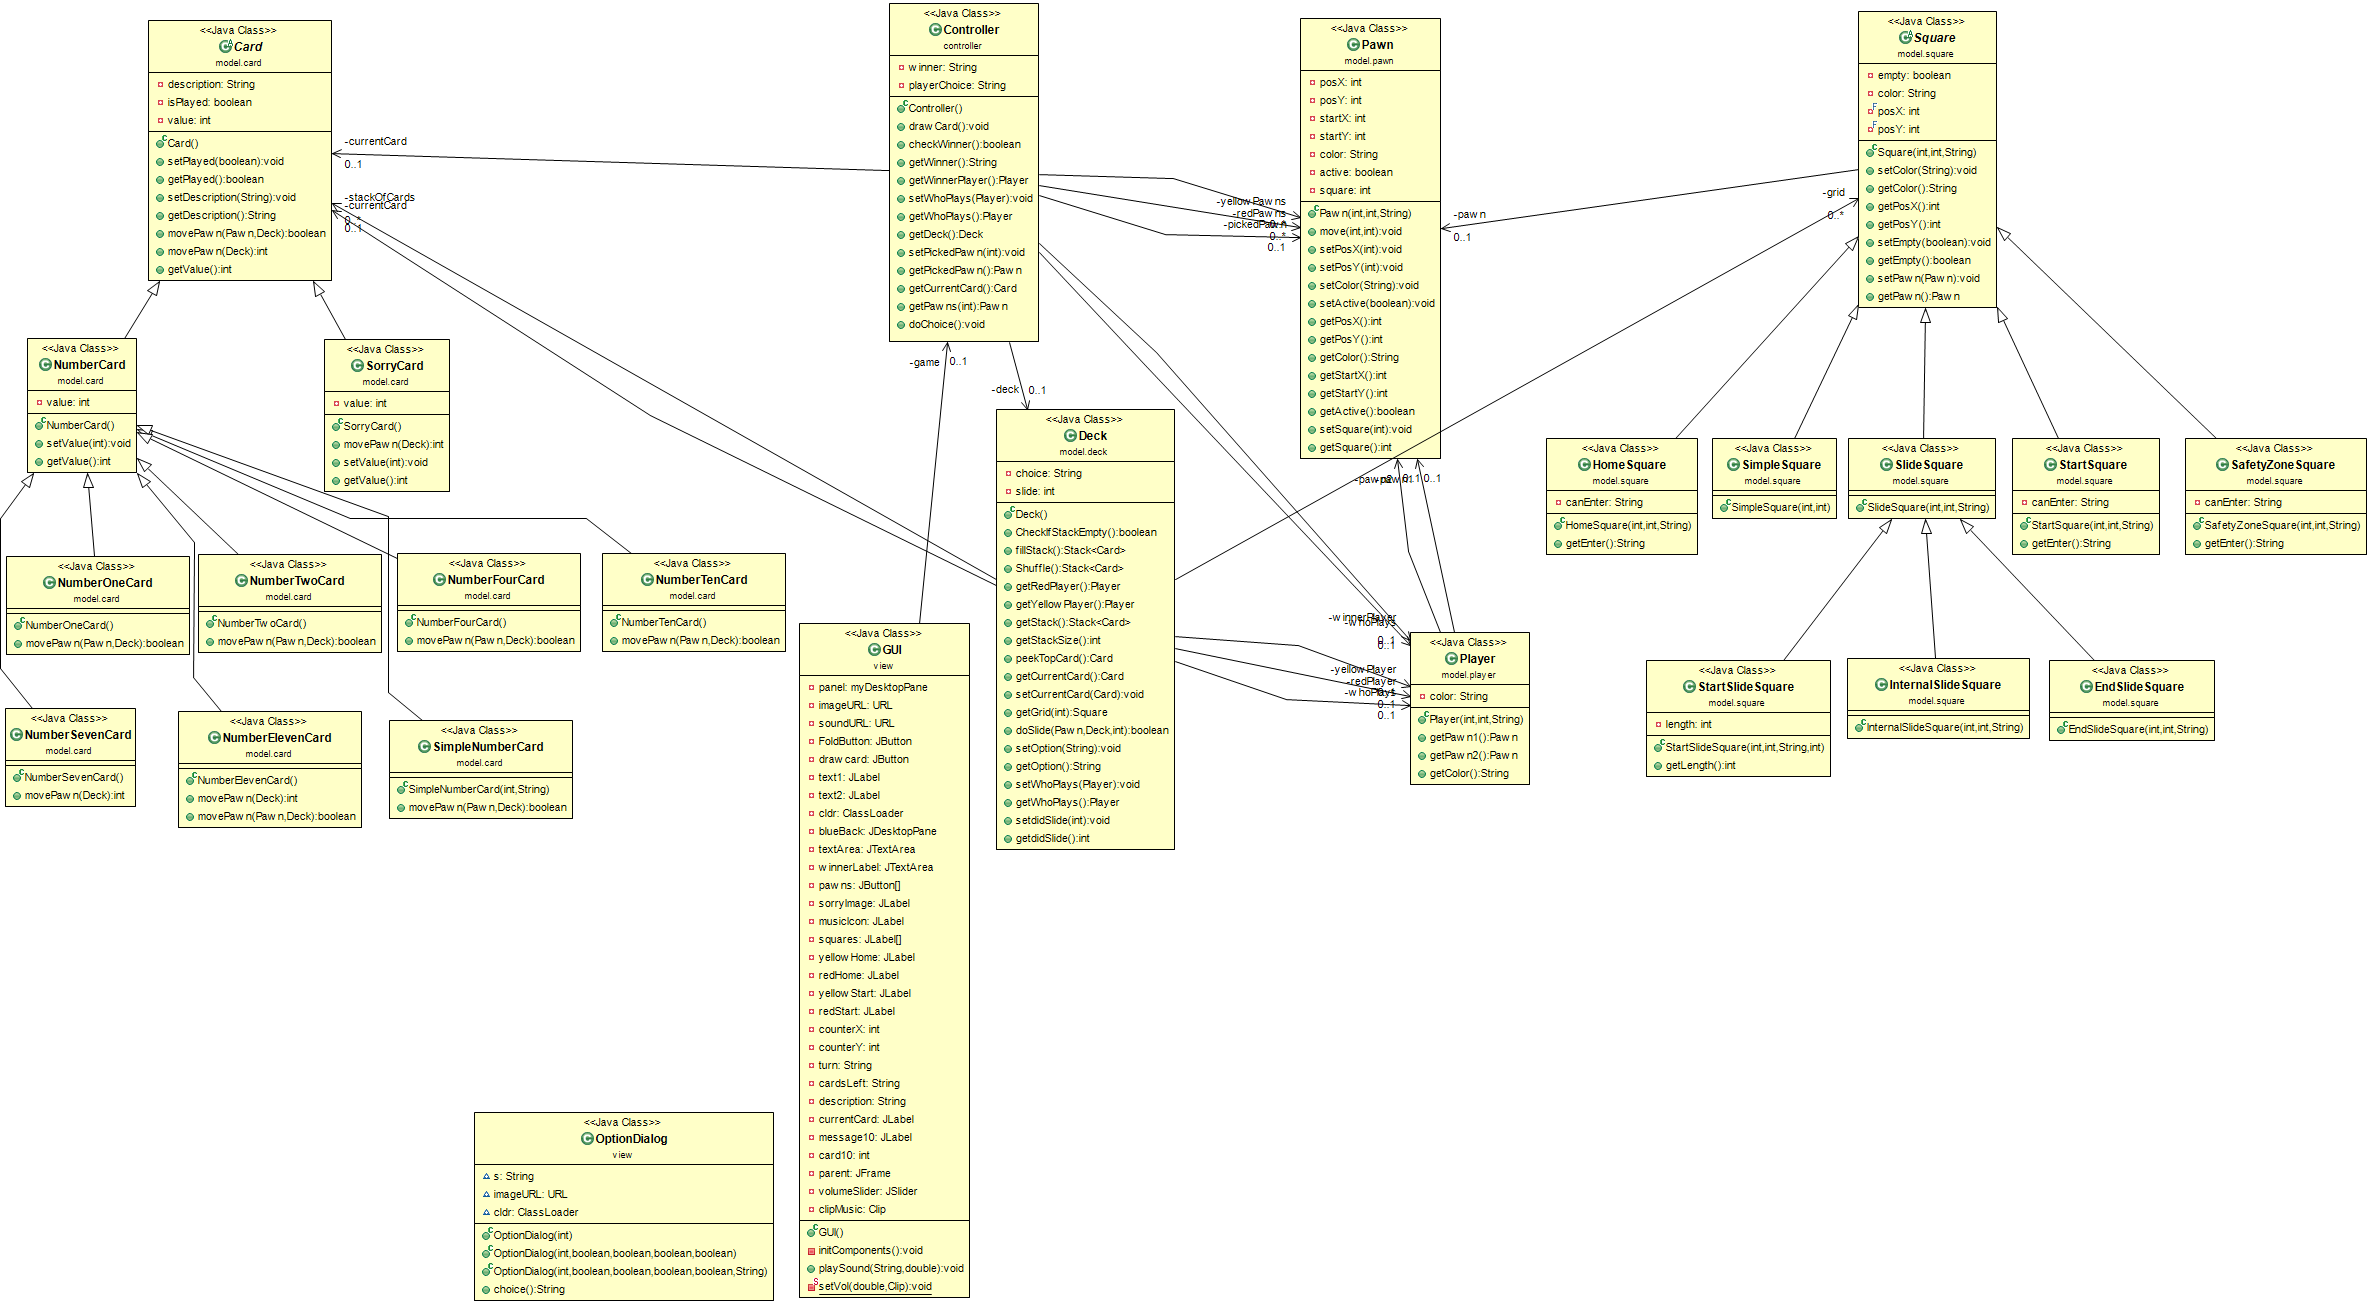 <<Java Class>>
Card
model.card
description: String
isPlayed: boolean
value: int
Card()
setPlayed(boolean):void
getPlayed():boolean
setDescription(String):void
getDescription():String
movePawn(Pawn,Deck):boolean
movePawn(Deck):int
getValue():int
-currentCard
0..1
-stackOfCards
-currentCard
0..*
0..1
<<Java Class>>
Controller
controller
winner: String
playerChoice: String
Controller()
drawCard():void
checkWinner():boolean
getWinner():String
getWinnerPlayer():Player
setWhoPlays(Player):void
getWhoPlays():Player
getDeck():Deck
setPickedPawn(int):void
getPickedPawn():Pawn
getCurrentCard():Card
getPawns(int):Pawn
doChoice():void
-yellowPawns
-redPawns
-pickedPawn
0..*
0..*
0..1
<<Java Class>>
Pawn
model.pawn
posX: int
posY: int
startX: int
startY: int
color: String
active: boolean
square: int
Pawn(int,int,String)
move(int,int):void
setPosX(int):void
setPosY(int):void
setColor(String):void
setActive(boolean):void
getPosX():int
getPosY():int
getColor():String
getStartX():int
getStartY():int
getActive():boolean
setSquare(int):void
getSquare():int
-pawn
0..1
-grid
0..*
<<Java Class>>
Square
model.square
empty: boolean
color: String
posX: int
posY: int
Square(int,int,String)
setColor(String):void
getColor():String
getPosX():int
getPosY():int
setEmpty(boolean):void
getEmpty():boolean
setPawn(Pawn):void
getPawn():Pawn
<<Java Class>>
NumberCard
model.card
value: int
NumberCard()
setValue(int):void
getValue():int
<<Java Class>>
SorryCard
model.card
value: int
SorryCard()
movePawn(Deck):int
setValue(int):void
getValue():int
-game
0..1
-deck
0..1
<<Java Class>>
Deck
model.deck
choice: String
slide: int
Deck()
CheckIfStackEmpty():boolean
fillStack():Stack<Card>
Shuffle():Stack<Card>
getRedPlayer():Player
getYellowPlayer():Player
getStack():Stack<Card>
getStackSize():int
peekTopCard():Card
getCurrentCard():Card
setCurrentCard(Card):void
getGrid(int):Square
doSlide(Pawn,Deck,int):boolean
setOption(String):void
getOption():String
setWhoPlays(Player):void
getWhoPlays():Player
setdidSlide(int):void
getdidSlide():int
-pawn2
-pawn1
0..1
0..1
<<Java Class>>
HomeSquare
model.square
canEnter: String
HomeSquare(int,int,String)
getEnter():String
<<Java Class>>
SimpleSquare
model.square
SimpleSquare(int,int)
<<Java Class>>
SlideSquare
model.square
SlideSquare(int,int,String)
<<Java Class>>
StartSquare
model.square
canEnter: String
StartSquare(int,int,String)
getEnter():String
<<Java Class>>
SafetyZoneSquare
model.square
canEnter: String
SafetyZoneSquare(int,int,String)
getEnter():String
<<Java Class>>
NumberOneCard
model.card
NumberOneCard()
movePawn(Pawn,Deck):boolean
<<Java Class>>
NumberTwoCard
model.card
NumberTwoCard()
movePawn(Pawn,Deck):boolean
<<Java Class>>
NumberFourCard
model.card
NumberFourCard()
movePawn(Pawn,Deck):boolean
<<Java Class>>
NumberTenCard
model.card
NumberTenCard()
movePawn(Pawn,Deck):boolean
<<Java Class>>
NumberSevenCard
model.card
NumberSevenCard()
movePawn(Deck):int
<<Java Class>>
NumberElevenCard
model.card
NumberElevenCard()
movePawn(Deck):int
movePawn(Pawn,Deck):boolean
<<Java Class>>
SimpleNumberCard
model.card
SimpleNumberCard(int,String)
movePawn(Pawn,Deck):boolean
<<Java Class>>
GUI
view
panel: myDesktopPane
imageURL: URL
soundURL: URL
FoldButton: JButton
drawcard: JButton
text1: JLabel
text2: JLabel
cldr: ClassLoader
blueBack: JDesktopPane
textArea: JTextArea
winnerLabel: JTextArea
pawns: JButton[]
sorryImage: JLabel
musicIcon: JLabel
squares: JLabel[]
yellowHome: JLabel
redHome: JLabel
yellowStart: JLabel
redStart: JLabel
counterX: int
counterY: int
turn: String
cardsLeft: String
description: String
currentCard: JLabel
message10: JLabel
card10: int
parent: JFrame
volumeSlider: JSlider
clipMusic: Clip
GUI()
initComponents():void
playSound(String,double):void
setVol(double,Clip):void
-winnerPlayer
-whoPlays
0..1
0..1
-yellowPlayer
-redPlayer
-whoPlays
0..1
0..1
0..1
<<Java Class>>
Player
model.player
color: String
Player(int,int,String)
getPawn1():Pawn
getPawn2():Pawn
getColor():String
<<Java Class>>
StartSlideSquare
model.square
length: int
StartSlideSquare(int,int,String,int)
getLength():int
<<Java Class>>
InternalSlideSquare
model.square
InternalSlideSquare(int,int,String)
<<Java Class>>
EndSlideSquare
model.square
EndSlideSquare(int,int,String)
<<Java Class>>
OptionDialog
view
s: String
imageURL: URL
cldr: ClassLoader
OptionDialog(int)
OptionDialog(int,boolean,boolean,boolean,boolean)
OptionDialog(int,boolean,boolean,boolean,boolean,String)
choice():String